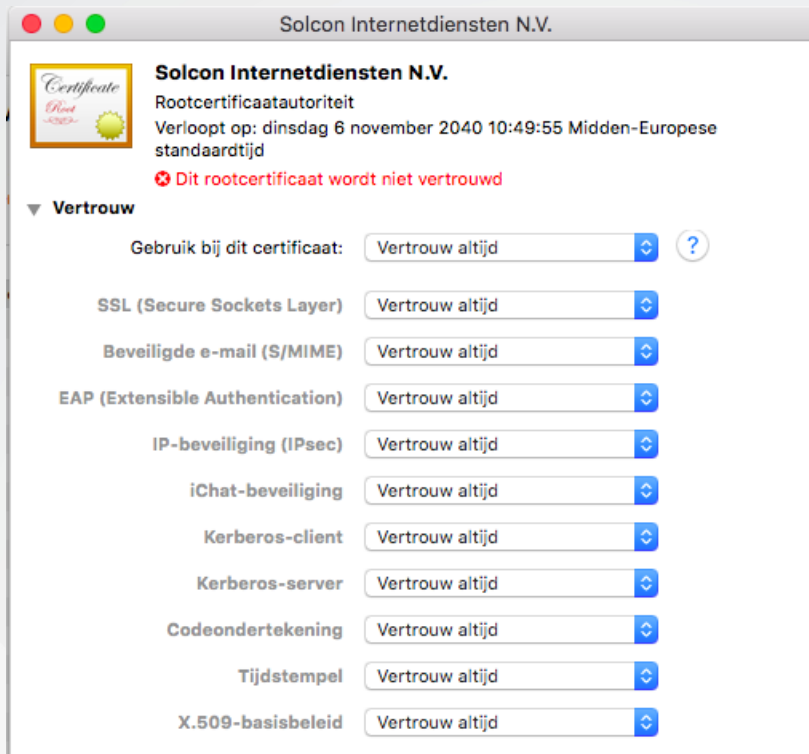 Solcon Internetdiensten N.V.
Certificate
Root
Solcon Internetdiensten N.V.
Rootcertificaatautoriteit
Verloopt op: dinsdag 6 november 2040 10:49:55 Midden-Europese
standaardtijd
Dit rootcertificaat wordt niet vertrouwd
Vertrouw
Gebruik bij dit certificaat: Vertrouw altijd ?
SSL (Secure Sockets Layer) Vertrouw altijd
Beveiligde e-mail (S/MIME) Vertrouw altijd
EAP (Extensible Authentication) Vertrouw altijd
IP-beveiliging (IPsec) Vertrouw altijd
iChat-beveiliging Vertrouw altijd
Kerberos-client Vertrouw altijd
Kerberos-server Vertrouw altijd
Codeondertekening Vertrouw altijd
Tijdstempel Vertrouw altijd
X.509-basisbeleid Vertrouw altijd